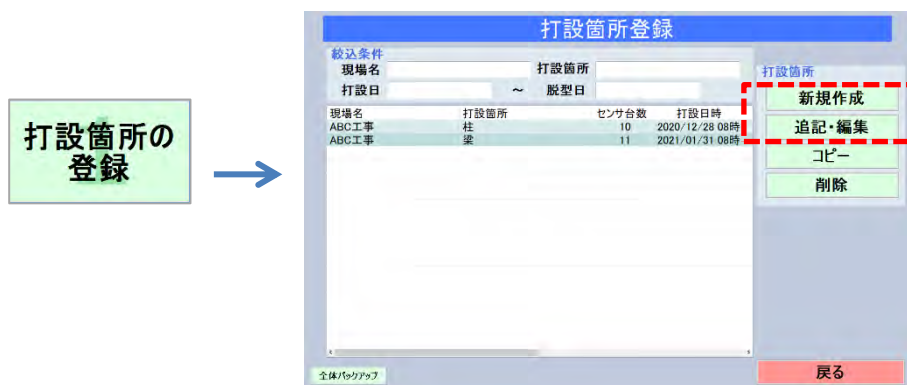 打設箇所の
登録
打設箇所登録
絞込条件
現場名
打設箇所
打設日 ～ 脱型日
現場名 打設箇所 センサ台数 打設日時
ABC工事 柱 10 2020/12/28 08時
ABC工事 梁 11 2021/01/31 08時
打設箇所
新規作成
追記・編集
コピー
削除
全体バックアップ
戻る